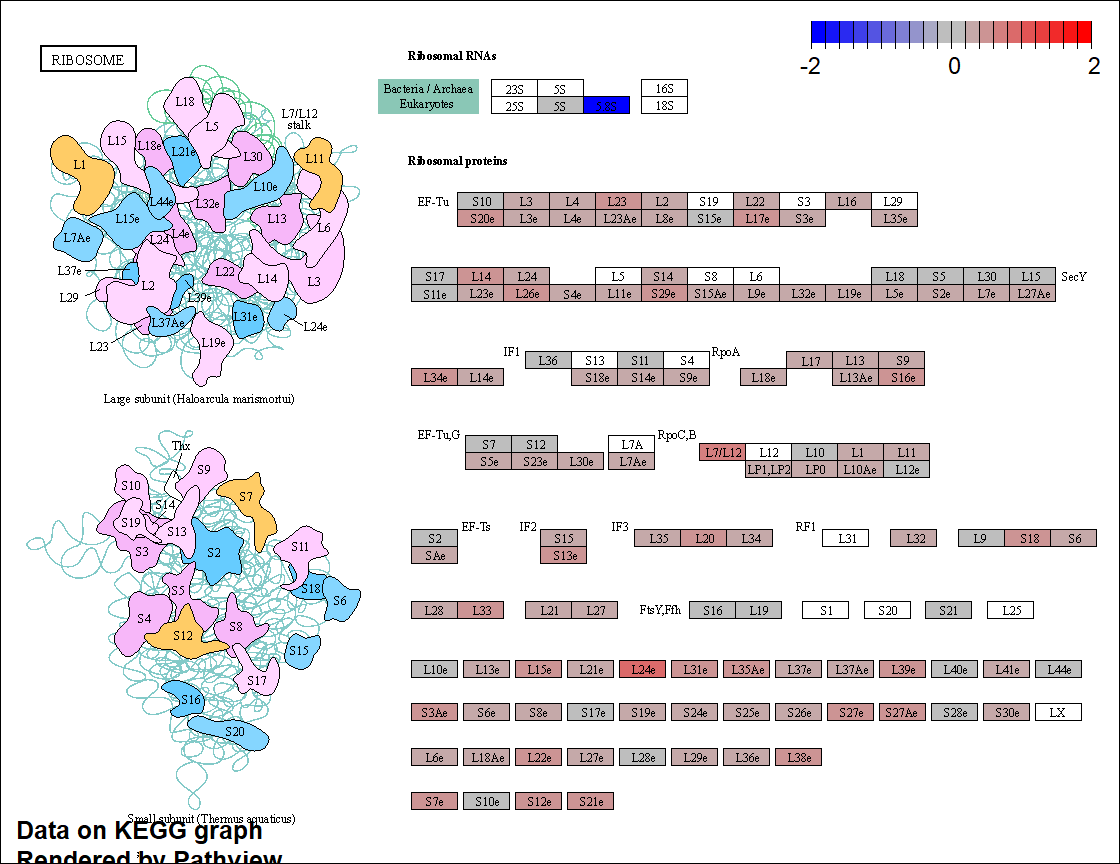 RIBOSOME
-2 0 2
Ribosomal RNAs
Bacteria / Archaea 23S 5S 16S
Eukaryotes 25S 5S 18S
Ribosomal proteins
EF-Tu S10 L3 L4 L23 L2 S19 L22 S3 L16 L29
S20e L3e L4e L23Ae L8e S15e L17e S3e L35e
S17 L14 L24 L5 S14 S8 L6 L18 S5 L30 L15 SecY
S11e L23e L26e S4e L11e S29e S15Ae L9e L32e L19e L5e S2e L7e L27Ae
IF1 L36 S13 S11 S4 RpoA L17 L13 S9
L34e L14e S18e S14e S9e L18e L13Ae S16e
EF-Tu,G S7 S12 L7A RpoC,B L7/L12 L12 L10 L1 L11
S5e S23e L30e L7Ae LP1,LP2 LP0 L10Ae L12e
S2 EF-Ts IF2 S15 IF3 L35 L20 L34 RF1 L31 L32 L9 S18 S6
SAe S13e
L28 L33 L21 L27 FtsY,Ffh S16 L19 S1 S20 S21 L25
L10e L13e L15e L21e L24e L31e L35Ae L37e L37Ae L39e L40e L41e L44e
S3Ae S6e S8e S17e S19e S24e S25e S26e S27e S27Ae S28e S30e LX
L6e L18Ae L22e L27e L28e L29e L36e L38e
S7e S10e S12e S21e
L18
L5
L7/L12
stalk
L15
L18e
L21e
L30
L11
L1
L10e
L44e
L32e
L15e
L13
L6
L7Ae
L24
L4e
L37e
L22
L14
L3
L2
L29
L39e
L37Ae
L31e
L24e
L23
L19e
Large subunit (Haloarcula marismortui)
Thx
S9
S10
S7
S14
S19
S13
S3
S2
S11
S5
S18
S6
S4
S12
S8
S15
S17
S16
S20
Small subunit (Thermus aquaticus)
Data on KEGG graph
Rendered by Pathview